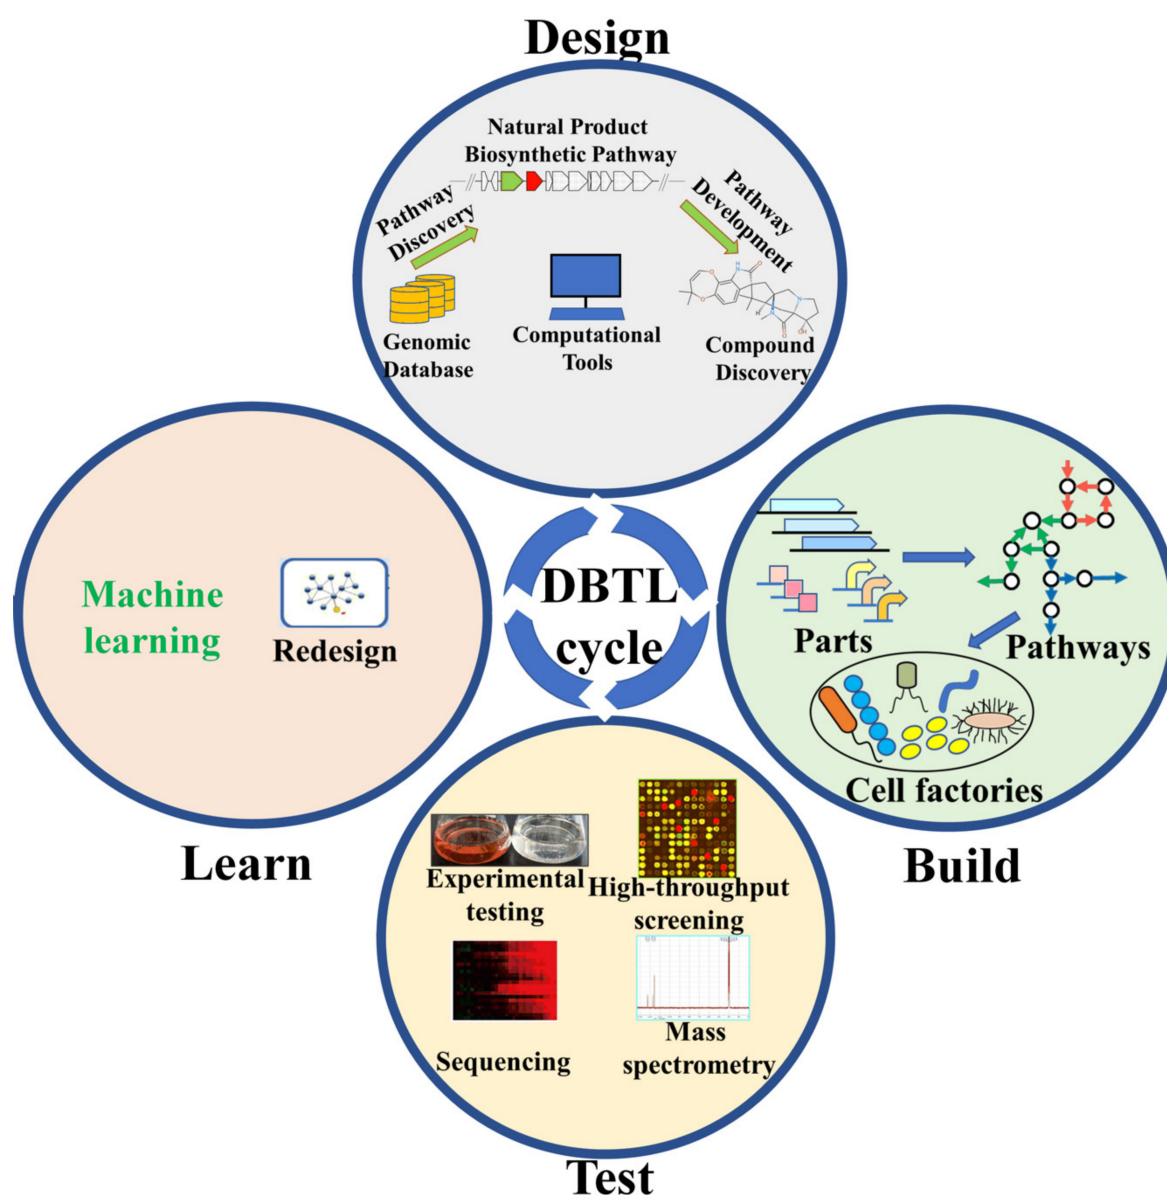 Design
Natural Product
Biosynthetic Pathway
Pathway
Discovery
Pathway
Development
Genomic
Database
Computational
Tools
Compound
Discovery
DBTL
cycle
Machine
learning
Redesign
Learn
Parts
Pathways
Cell factories
Build
Experimental
testing
High-throughput
screening
Sequencing
Mass
spectrometry
Test